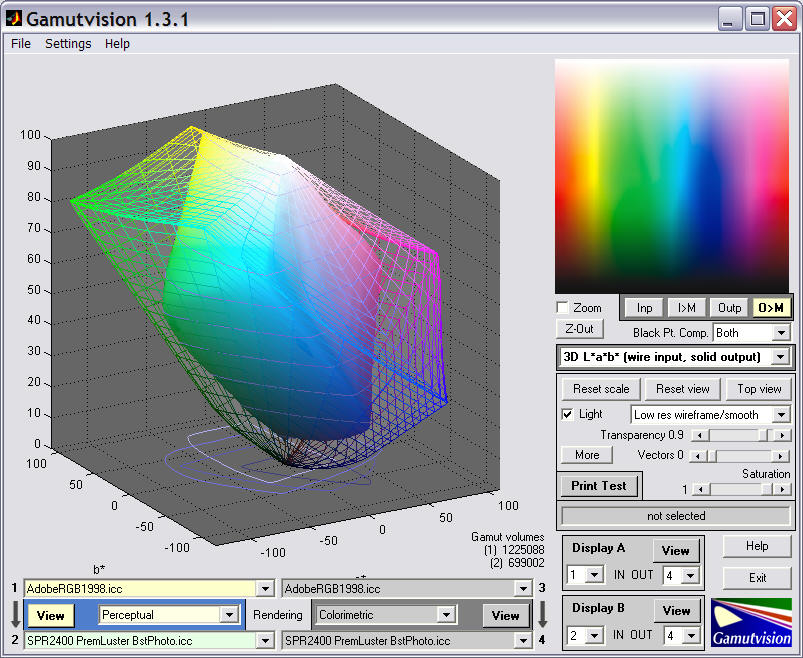 Gamutvision 1.3.1
File Settings Help
100
90
80
70
60
50
40
30
20
10
0
100
50
0
-50
-100
b*
-100
-50
0
50
100
Gamut volumes
(1) 1225088
(2) 699002
Zoom
Inp I>M Outp O>M
Z-Out
Black Pt. Comp. Both
3D L*a*b* (wire input, solid output)
Reset scale Reset view Top view
Light Low res wireframe/smooth
Transparency 0.9
More Vectors 0
Saturation
Print Test 1
not selected
Display A View
1 IN OUT 4
Help
Exit
Display B View
2 IN OUT 4
Gamutvision
1 AdobeRGB1998.icc AdobeRGB1998.icc 3
View Perceptual Rendering Colorimetric View
2 SPR2400 PremLuster BstPhoto.icc SPR2400 PremLuster BstPhoto.icc 4